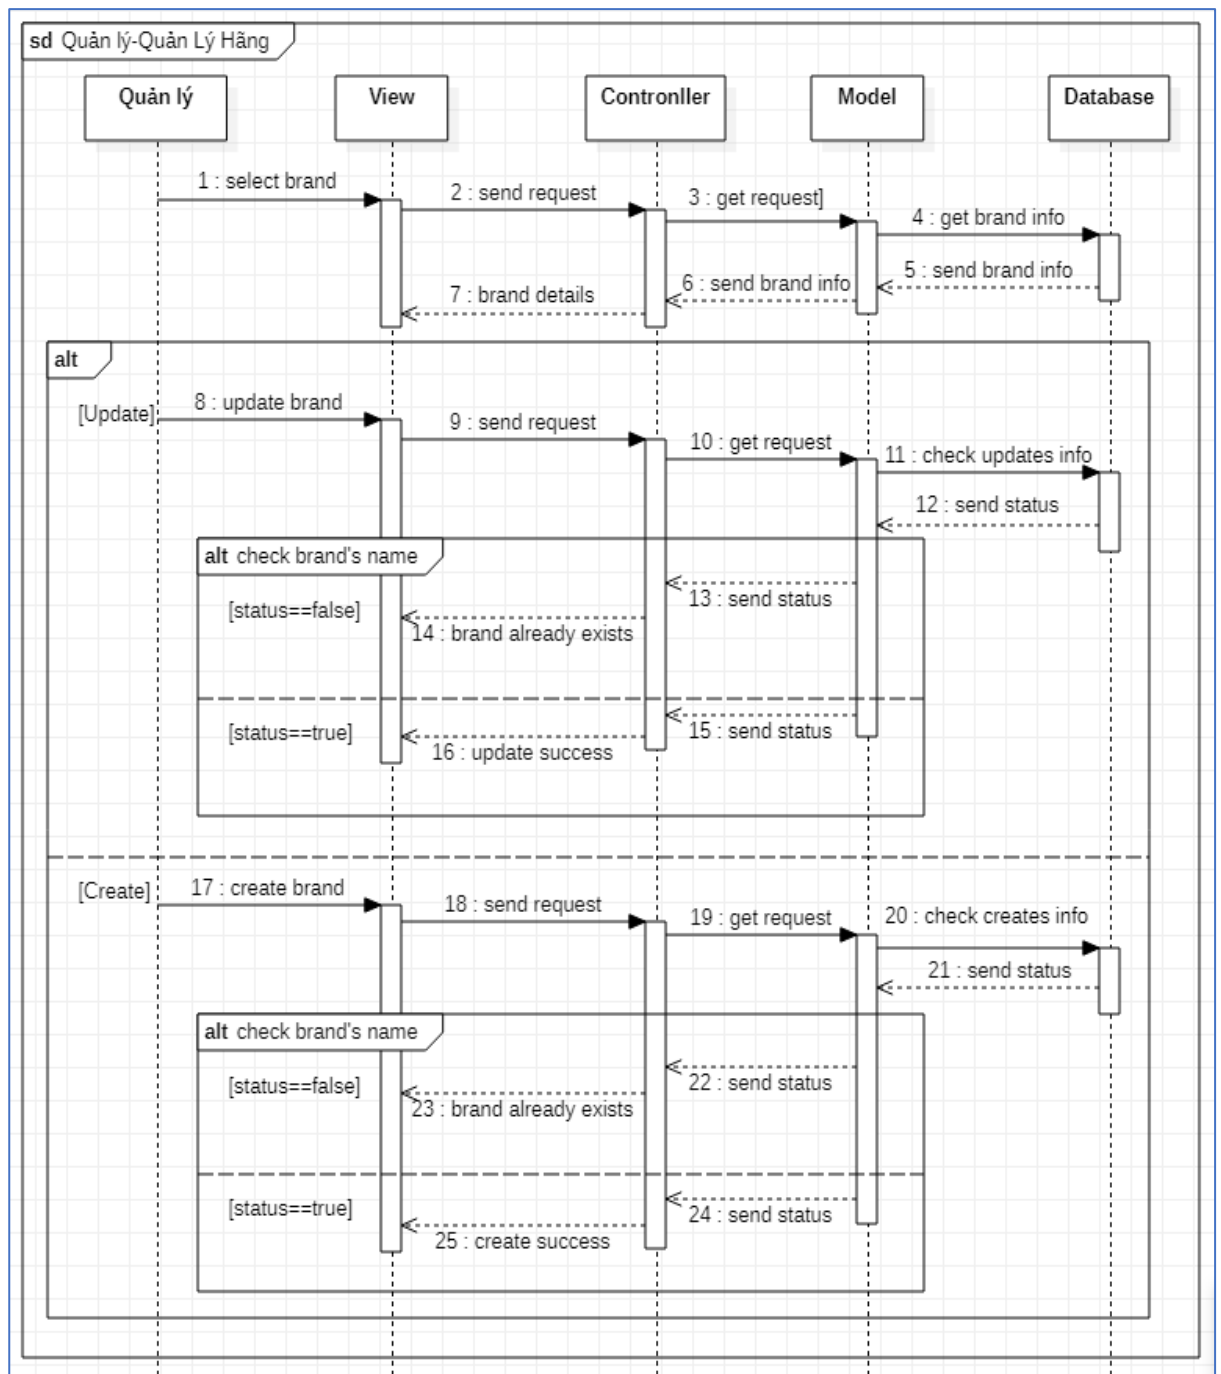 sd Quản lý-Quản Lý Hãng
Quản lý
View
Contronller
Model
Database
1 : select brand
2 : send request
3 : get request]
4 : get brand info
5 : send brand info
6 : send brand info
7 : brand details
alt
[Update]
8 : update brand
9 : send request
10 : get request
11 : check updates info
12 : send status
alt check brand's name
13 : send status
[status==false]
14 : brand already exists
15 : send status
[status==true]
16 : update success
[Create]
17 : create brand
18 : send request
19 : get request
20 : check creates info
21 : send status
alt check brand's name
22 : send status
[status==false]
23 : brand already exists
24 : send status
[status==true]
25 : create success